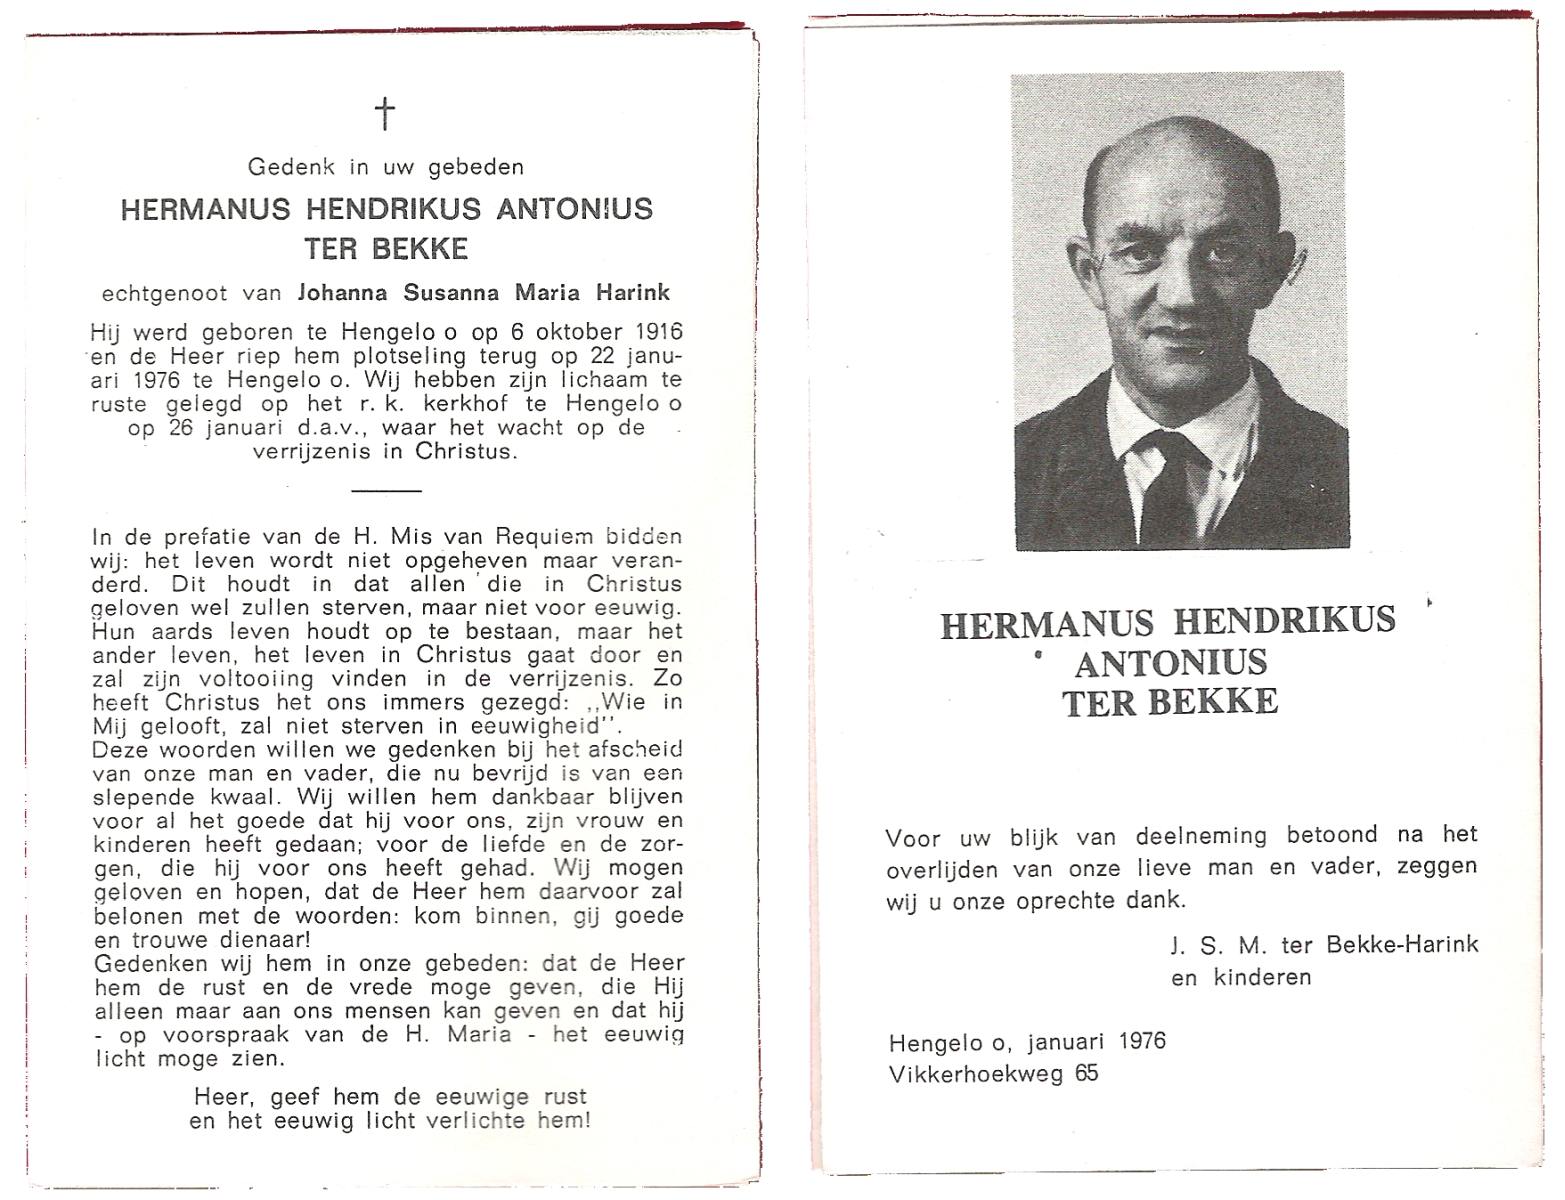 Gedenk in uw gebeden
HERMANUS HENDRIKUS ANTONIUS
TER BEKKE
echtgenoot van Johanna Susanna Maria Harink
Hij werd geboren te Hengelo o op 6 oktober 1916
en de Heer riep hem plotseling terug op 22 janu-
ari 1976 te Hengelo o. Wij hebben zijn lichaam te
ruste gelegd op het r. k. kerkhof te Hengelo o
op 26 januari d.a.v., waar het wacht op de
verrijzenis in Christus.
In de prefatie van de H. Mis van Requiem bidden
wij: het leven wordt niet opgeheven maar veran-
derd. Dit houdt in dat allen die in Christus
geloven wel zullen sterven, maar niet voor eeuwig.
Hun aards leven houdt op te bestaan, maar het
ander leven, het leven in Christus gaat door en
zal zijn voltooiing vinden in de verrijzenis. Zo
heeft Christus het ons immers gezegd: ,,Wie in
Mij gelooft, zal niet sterven in eeuwigheid''.
Deze woorden willen we gedenken bij het afscheid
van onze man en vader, die nu bevrijd is van een
slepende kwaal. Wij willen hem dankbaar blijven
voor al het goede dat hij voor ons, zijn vrouw en
kinderen heeft gedaan; voor de liefde en de zor-
gen, die hij voor ons heeft gehad. Wij mogen
geloven en hopen, dat de Heer hem daarvoor zal
belonen met de woorden: kom binnen, gij goede
en trouwe dienaar!
Gedenken wij hem in onze gebeden: dat de Heer
hem de rust en de vrede moge geven, die Hij
alleen maar aan ons mensen kan geven en dat hij
- op voorspraak van de H. Maria - het eeuwig
licht moge zien.
Heer, geef hem de eeuwige rust
en het eeuwig licht verlichte hem!
HERMANUS HENDRIKUS
ANTONIUS
TER BEKKE
Voor uw blijk van deelneming betoond na het
overlijden van onze lieve man en vader, zeggen
wij u onze oprechte dank.
J. S. M. ter Bekke-Harink
en kinderen
Hengelo o, januari 1976
Vikkerhoekweg 65